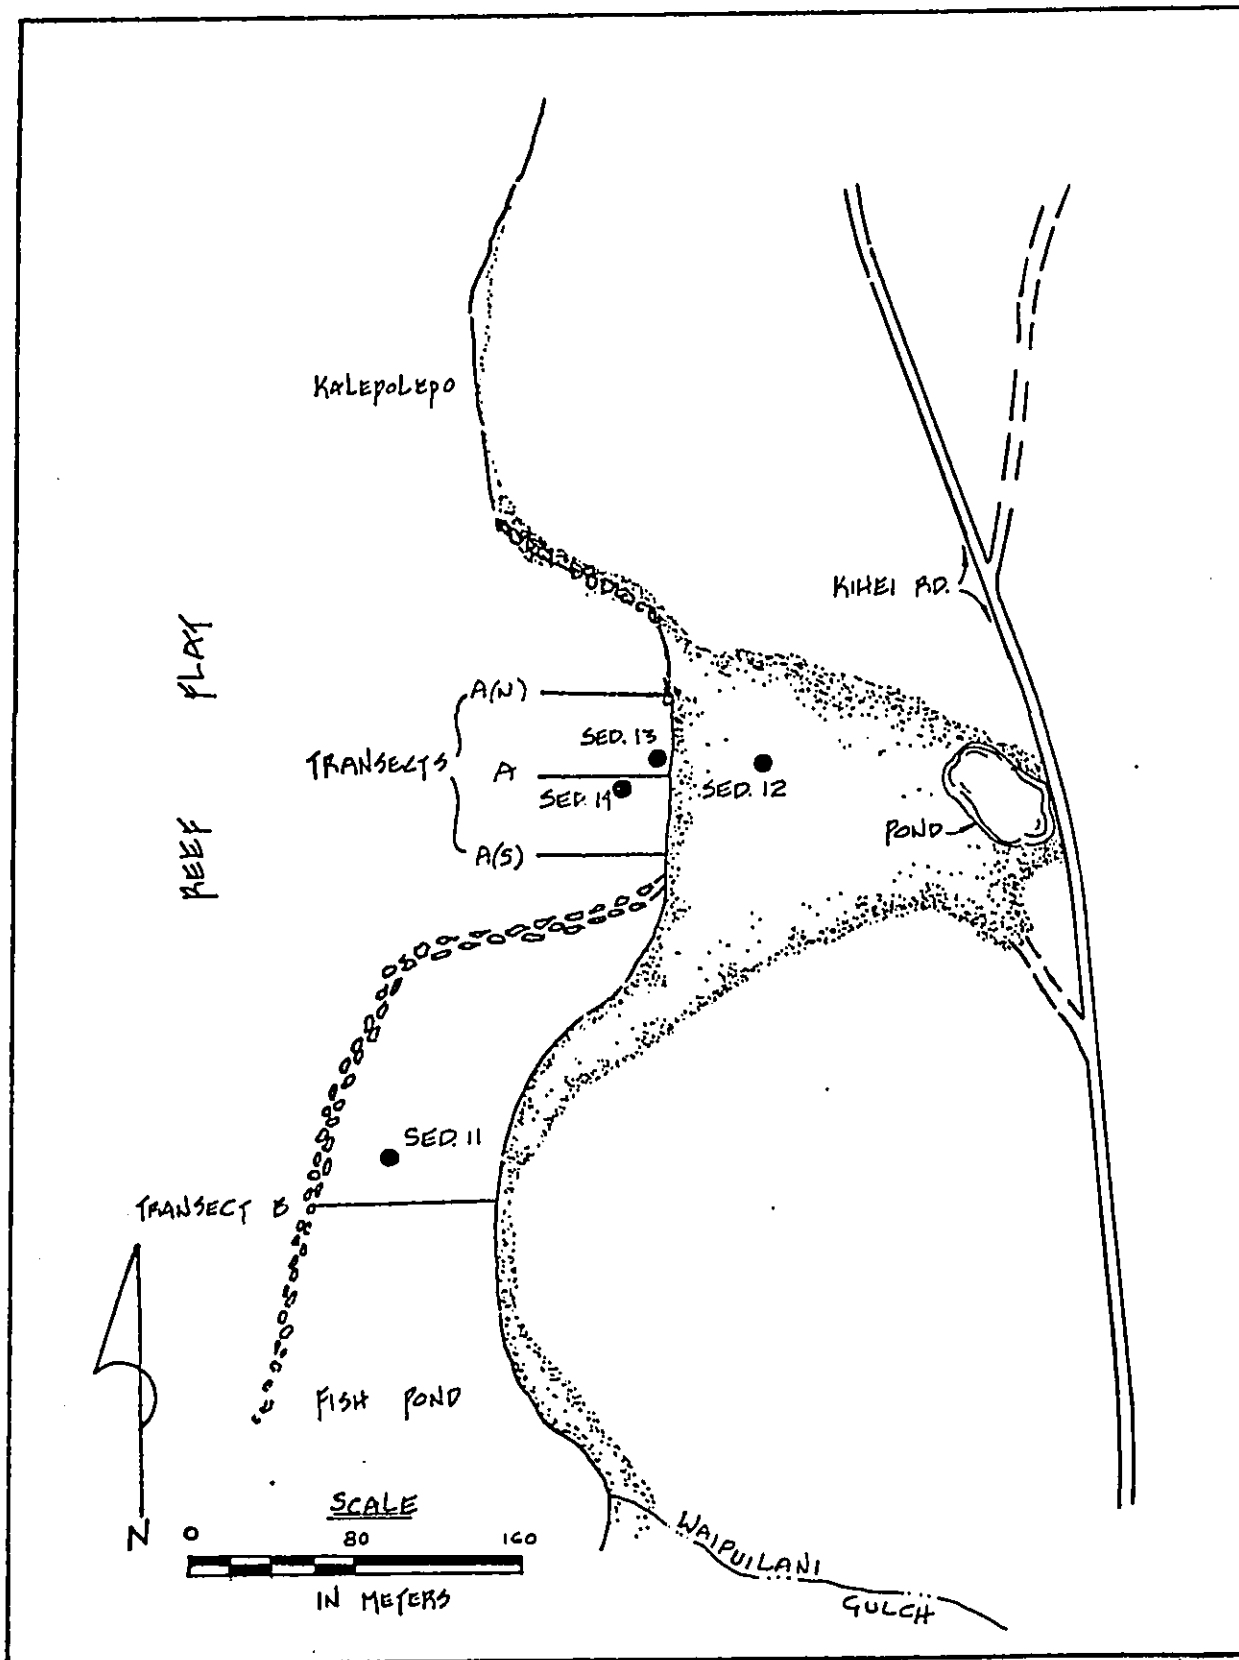 KALEPOLEPO
KIHEI RD.
REEF FLAT
A(N)
SED. 13
TRANSECTS
A
SED. 14
SED. 12
POND
A(S)
SED. 11
TRANSECT B
FISH POND
N
SCALE
0 80 160
IN METERS
WAIPUILANI
GULCH